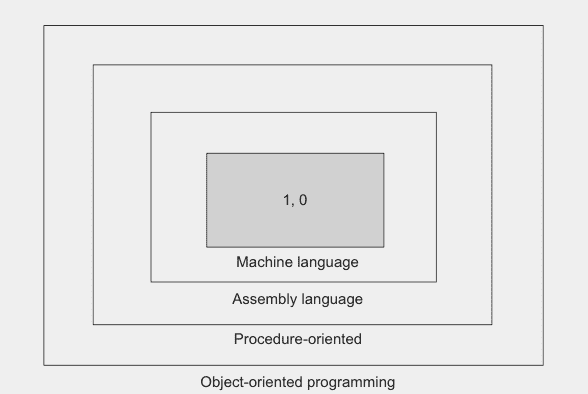 1, 0
Machine language
Assembly language
Procedure-oriented
Object-oriented programming